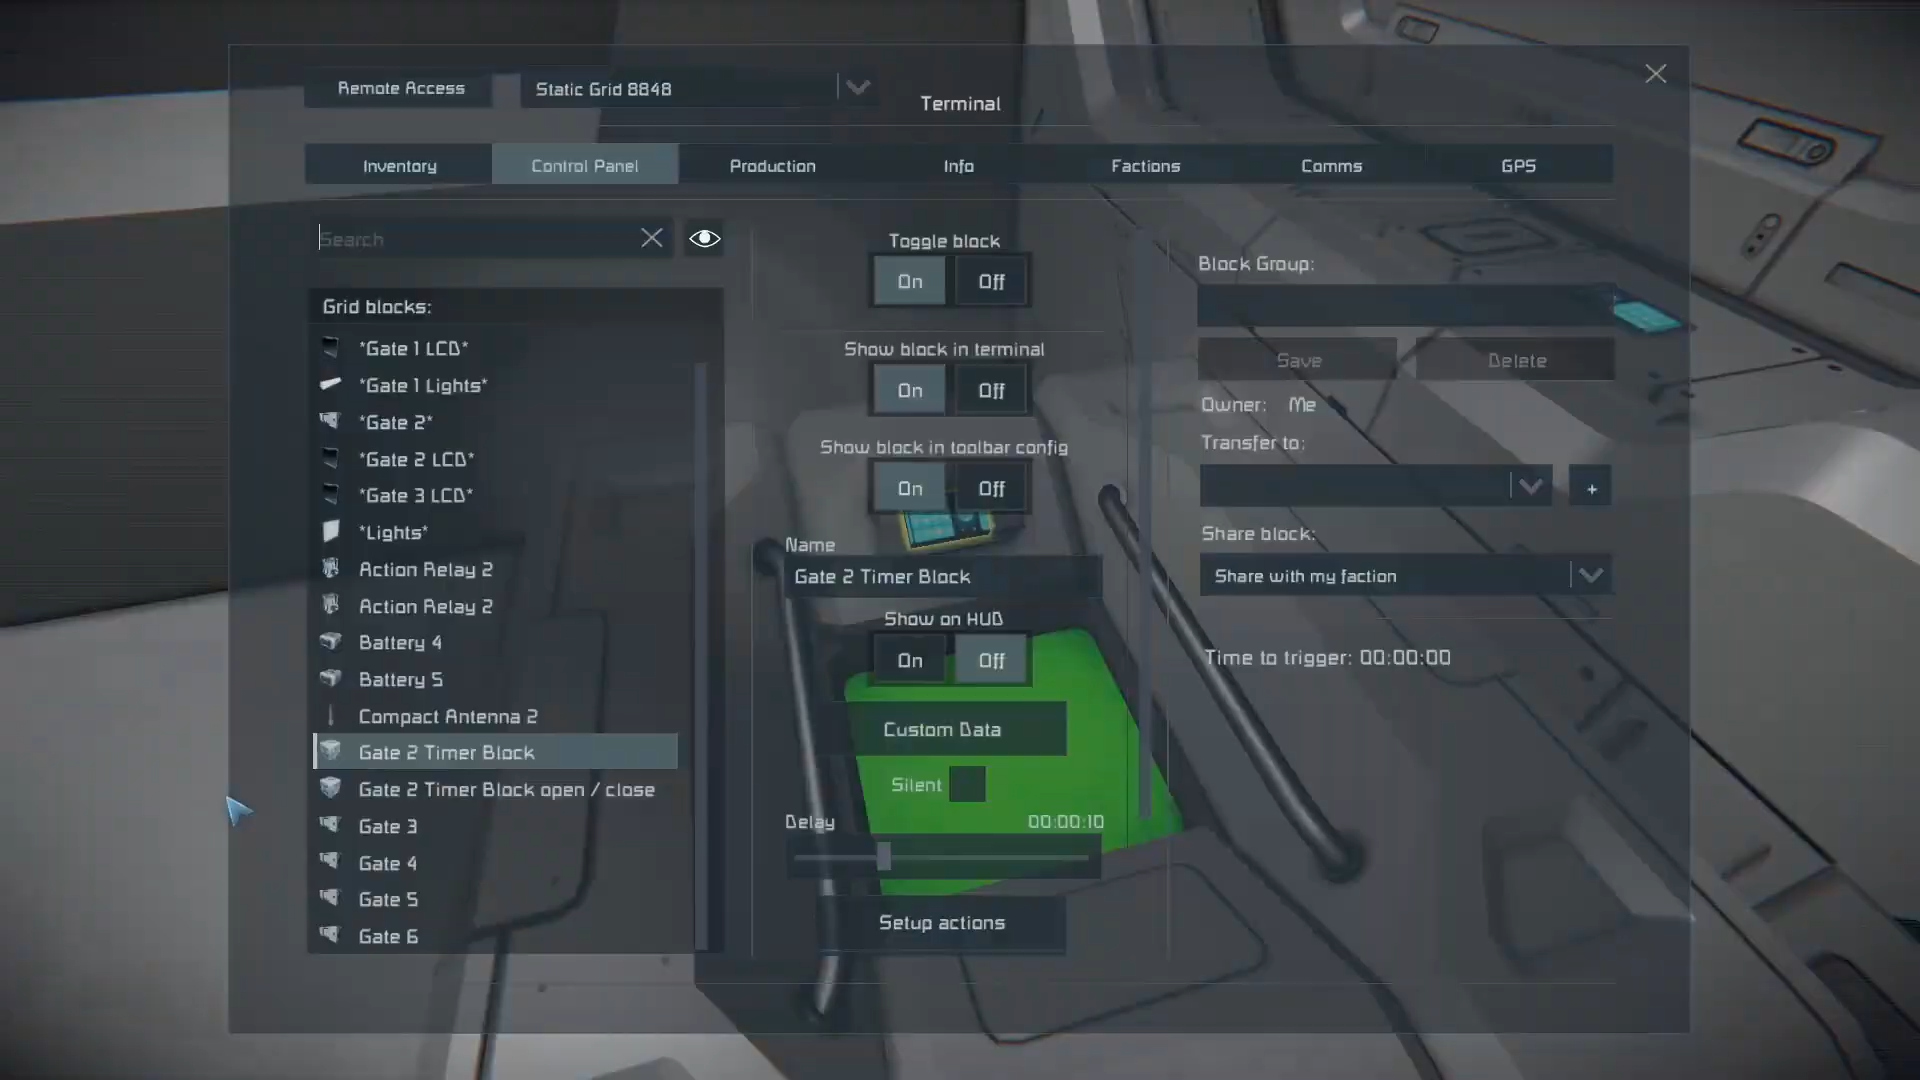 Remote Access
Static Grid 8848
Terminal
Inventory
Control Panel
Production
Info
Factions
Comms
GPS
Search
Grid blocks:
*Gate 1 LCD*
*Gate 1 Lights*
*Gate 2*
*Gate 2 LCD*
*Gate 3 LCD*
*Lights*
Action Relay 2
Action Relay 2
Battery 4
Battery 5
Compact Antenna 2
Gate 2 Timer Block
Gate 2 Timer Block open / close
Gate 3
Gate 4
Gate 5
Gate 6
Toggle block
On Off
Show block in terminal
On Off
Show block in toolbar config
On Off
Name
Gate 2 Timer Block
Show on HUD
On Off
Custom Data
Silent
Delay 00:00:10
Setup actions
Block Group:
Save Delete
Owner: Me
Transfer to:
+
Share block:
Share with my faction
Time to trigger: 00:00:00